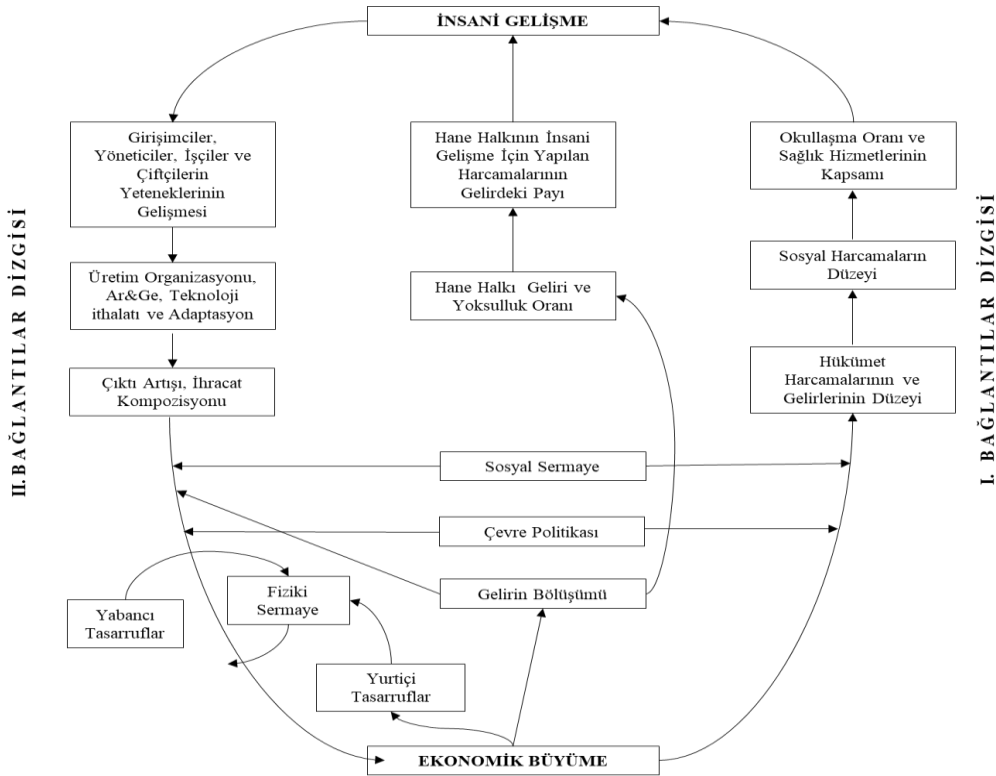 İNSANİ GELİŞME
Girişimciler,
Yöneticiler, İşçiler ve
Çiftçilerin
Yeteneklerinin
Gelişmesi
Hane Halkının İnsani
Gelişme İçin Yapılan
Harcamalarının
Gelirdeki Payı
Okullaşma Oranı ve
Sağlık Hizmetlerinin
Kapsamı
II.BAĞLANTILAR DİZGİSİ
I. BAĞLANTILAR DİZGİSİ
Üretim Organizasyonu,
Ar&Ge, Teknoloji
ithalatı ve Adaptasyon
Hane Halkı Geliri ve
Yoksulluk Oranı
Sosyal Harcamaların
Düzeyi
Çıktı Artışı, İhracat
Kompozisyonu
Hükümet
Harcamalarının ve
Gelirlerinin Düzeyi
Sosyal Sermaye
Çevre Politikası
Gelirin Bölüşümü
Yabancı
Tasarruflar
Fiziki
Sermaye
Yurtiçi
Tasarruflar
EKONOMİK BÜYÜME